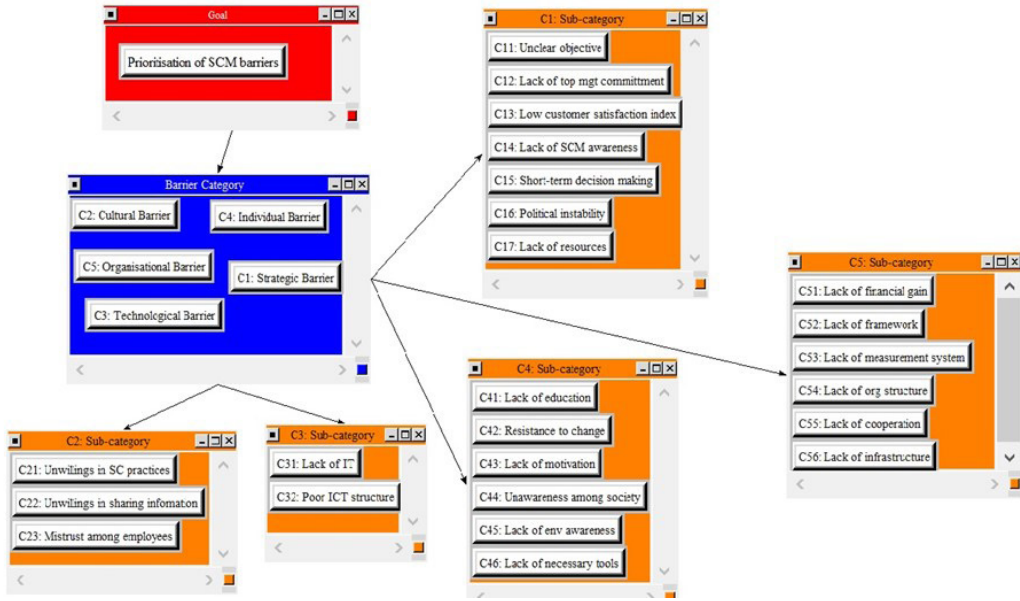 Goal
Prioritisation of SCM barriers
Barrier Category
C2: Cultural Barrier
C4: Individual Barrier
C5: Organisational Barrier
C1: Strategic Barrier
C3: Technological Barrier
C1: Sub-category
C11: Unclear objective
C12: Lack of top mgt committment
C13: Low customer satisfaction index
C14: Lack of SCM awareness
C15: Short-term decision making
C16: Political instability
C17: Lack of resources
C2: Sub-category
C21: Unwillings in SC practices
C22: Unwillings in sharing infomation
C23: Mistrust among employees
C3: Sub-category
C31: Lack of IT
C32: Poor ICT structure
C4: Sub-category
C41: Lack of education
C42: Resistance to change
C43: Lack of motivation
C44: Unawareness among society
C45: Lack of env awareness
C46: Lack of necessary tools
C5: Sub-category
C51: Lack of financial gain
C52: Lack of framework
C53: Lack of measurement system
C54: Lack of org structure
C55: Lack of cooperation
C56: Lack of infrastructure